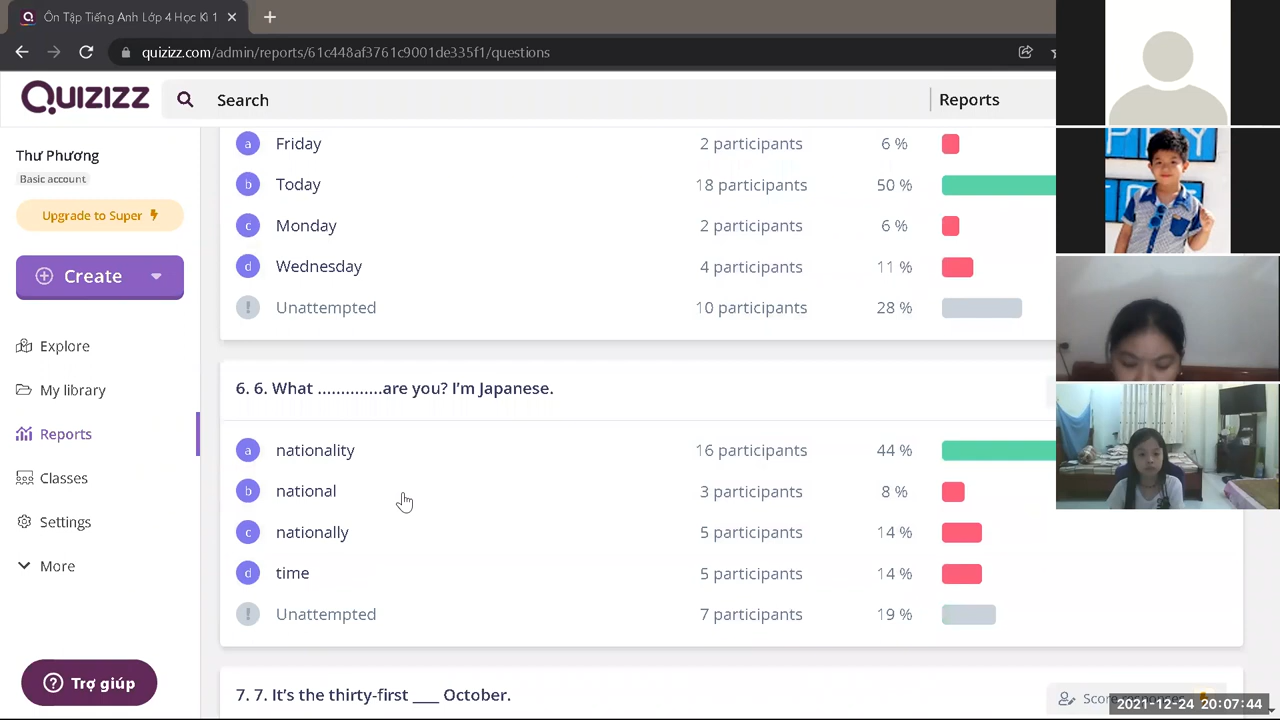 Ôn Tập Tiếng Anh Lớp 4 Học Kì 1
quizizz.com/admin/reports/61c448af3761c9001de335f1/questions
QUIZIZZ
Search
Reports
Thư Phương
Basic account
Upgrade to Super
Create
Explore
My library
Reports
Classes
Settings
More
Trợ giúp
a Friday 2 participants 6 %
b Today 18 participants 50 %
c Monday 2 participants 6 %
d Wednesday 4 participants 11 %
! Unattempted 10 participants 28 %
6. 6. What ..............are you? I’m Japanese.
a nationality 16 participants 44 %
b national 3 participants 8 %
c nationally 5 participants 14 %
d time 5 participants 14 %
! Unattempted 7 participants 19 %
7. 7. It’s the thirty-first ____ October.
Score responses
2021-12-24 20:07:44